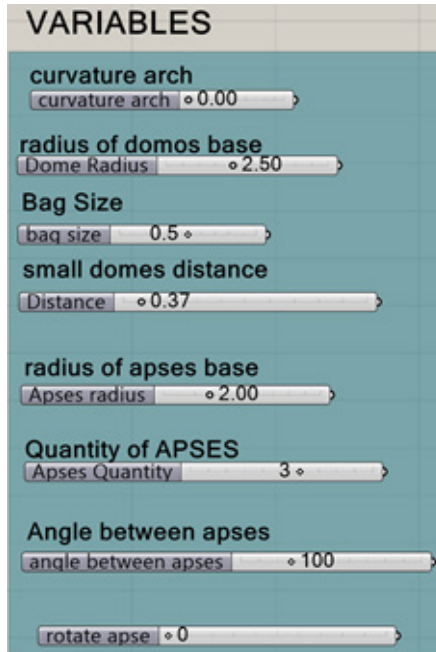 VARIABLES
curvature arch
curvature arch 0.00
radius of domos base
Dome Radius 2.50
Bag Size
bag size 0.5
small domes distance
Distance 0.37
radius of apses base
Apses radius 2.00
Quantity of APSES
Apses Quantity 3
Angle between apses
angle between apses 100
rotate apse 0